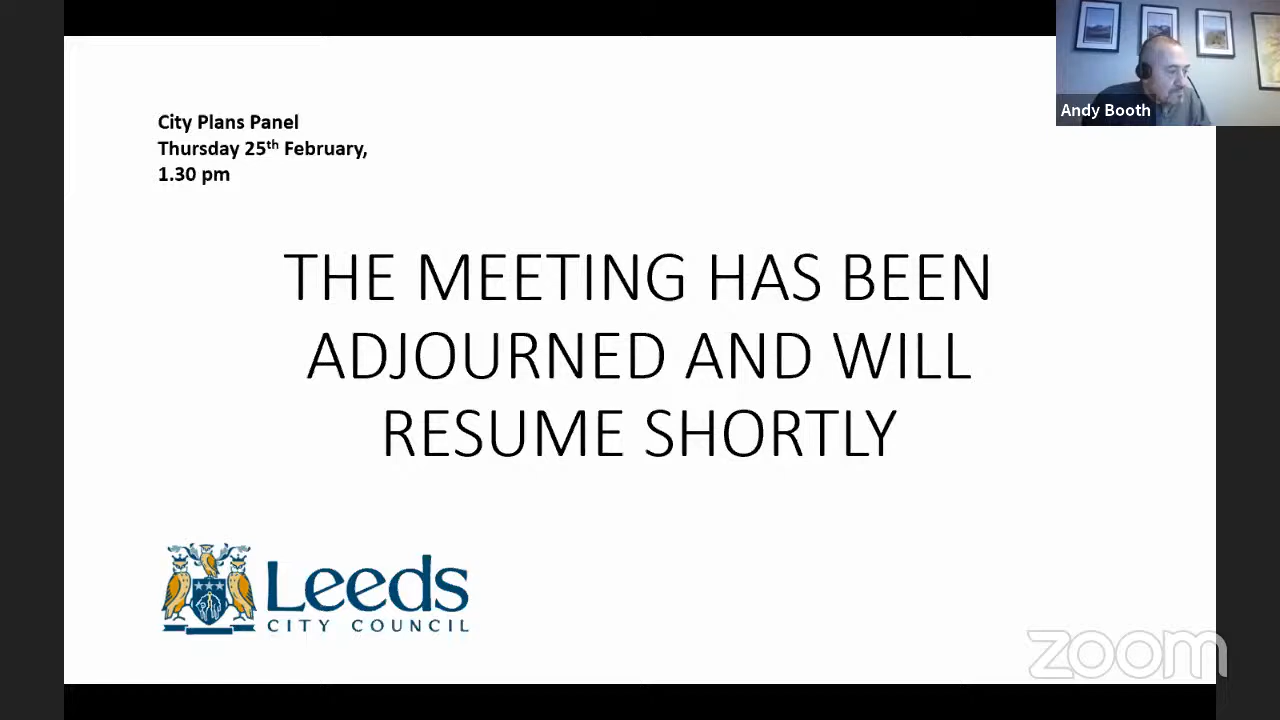 City Plans Panel
Thursday 25th February,
1.30 pm
Andy Booth
THE MEETING HAS BEEN
ADJOURNED AND WILL
RESUME SHORTLY
Leeds
CITY COUNCIL
zoom